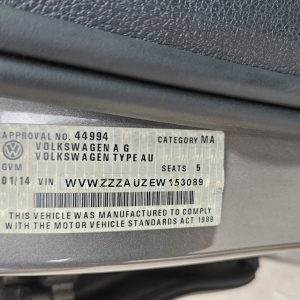 APPROVAL NO. 44994 CATEGORY MA
VOLKSWAGEN A G
VOLKSWAGEN TYPE AU
GVM SEATS 5
01/14 VIN WVWZZZAUZEW153089
THIS VEHICLE WAS MANUFACTURED TO COMPLY
WITH THE MOTOR VEHICLE STANDARDS ACT 1989